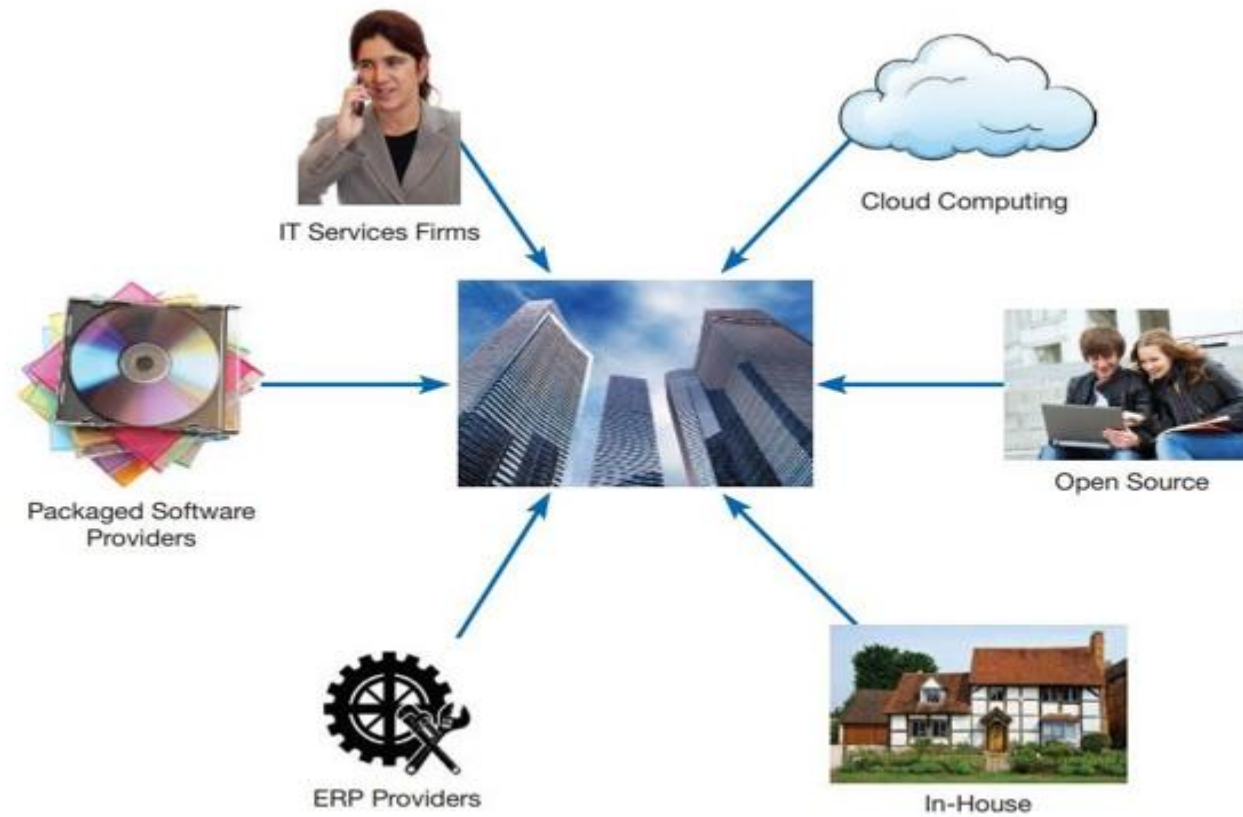 IT Services Firms
Cloud Computing
Packaged Software
Providers
Open Source
ERP Providers
In-House